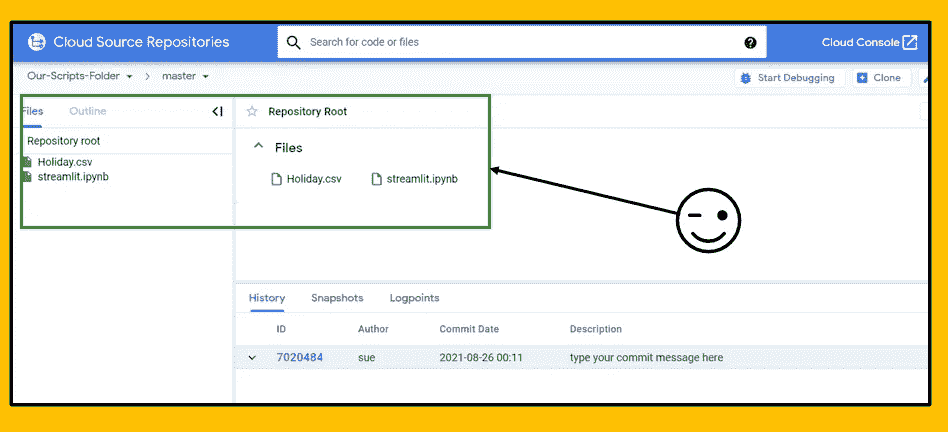 Cloud Source Repositories
Search for code or files
Cloud Console
Our-Scripts-Folder > master
Start Debugging
Clone
Files Outline
Repository root
Holiday.csv
streamlit.ipynb
Repository Root
Files
Holiday.csv streamlit.ipynb
History Snapshots Logpoints
ID Author Commit Date Description
7020484 sue 2021-08-26 00:11 type your commit message here